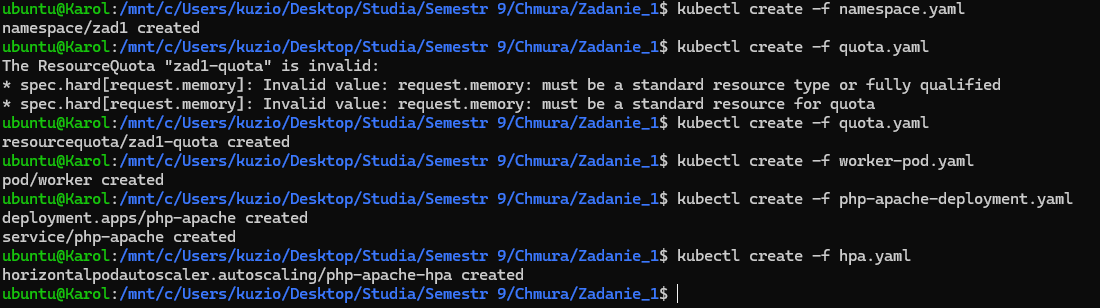 ubuntu@Karol:/mnt/c/Users/kuzio/Desktop/Studia/Semestr 9/Chmura/Zadanie_1$ kubectl create -f namespace.yaml
namespace/zad1 created
ubuntu@Karol:/mnt/c/Users/kuzio/Desktop/Studia/Semestr 9/Chmura/Zadanie_1$ kubectl create -f quota.yaml
The ResourceQuota "zad1-quota" is invalid:
* spec.hard[request.memory]: Invalid value: request.memory: must be a standard resource type or fully qualified
* spec.hard[request.memory]: Invalid value: request.memory: must be a standard resource for quota
ubuntu@Karol:/mnt/c/Users/kuzio/Desktop/Studia/Semestr 9/Chmura/Zadanie_1$ kubectl create -f quota.yaml
resourcequota/zad1-quota created
ubuntu@Karol:/mnt/c/Users/kuzio/Desktop/Studia/Semestr 9/Chmura/Zadanie_1$ kubectl create -f worker-pod.yaml
pod/worker created
ubuntu@Karol:/mnt/c/Users/kuzio/Desktop/Studia/Semestr 9/Chmura/Zadanie_1$ kubectl create -f php-apache-deployment.yaml
deployment.apps/php-apache created
service/php-apache created
ubuntu@Karol:/mnt/c/Users/kuzio/Desktop/Studia/Semestr 9/Chmura/Zadanie_1$ kubectl create -f hpa.yaml
horizontalpodautoscaler.autoscaling/php-apache-hpa created
ubuntu@Karol:/mnt/c/Users/kuzio/Desktop/Studia/Semestr 9/Chmura/Zadanie_1$